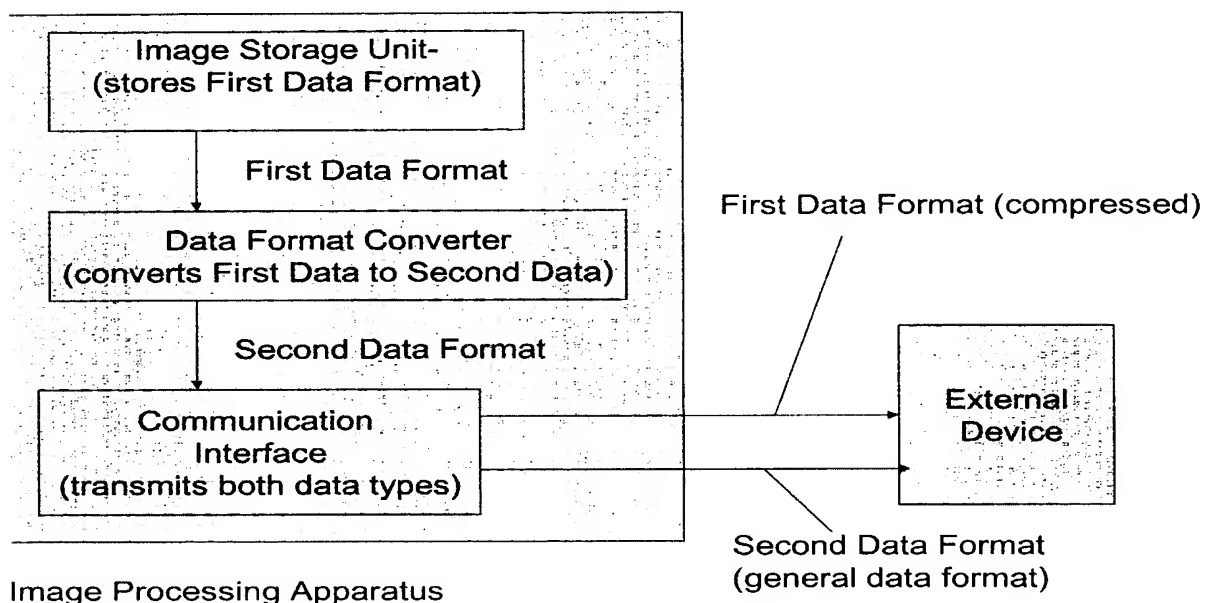 Image Storage Unit-
(stores First Data Format)
First Data Format
Data Format Converter
(converts First Data to Second Data)
Second Data Format
Communication
Interface
(transmits both data types)
First Data Format (compressed)
External
Device
Second Data Format
(general data format)
Image Processing Apparatus